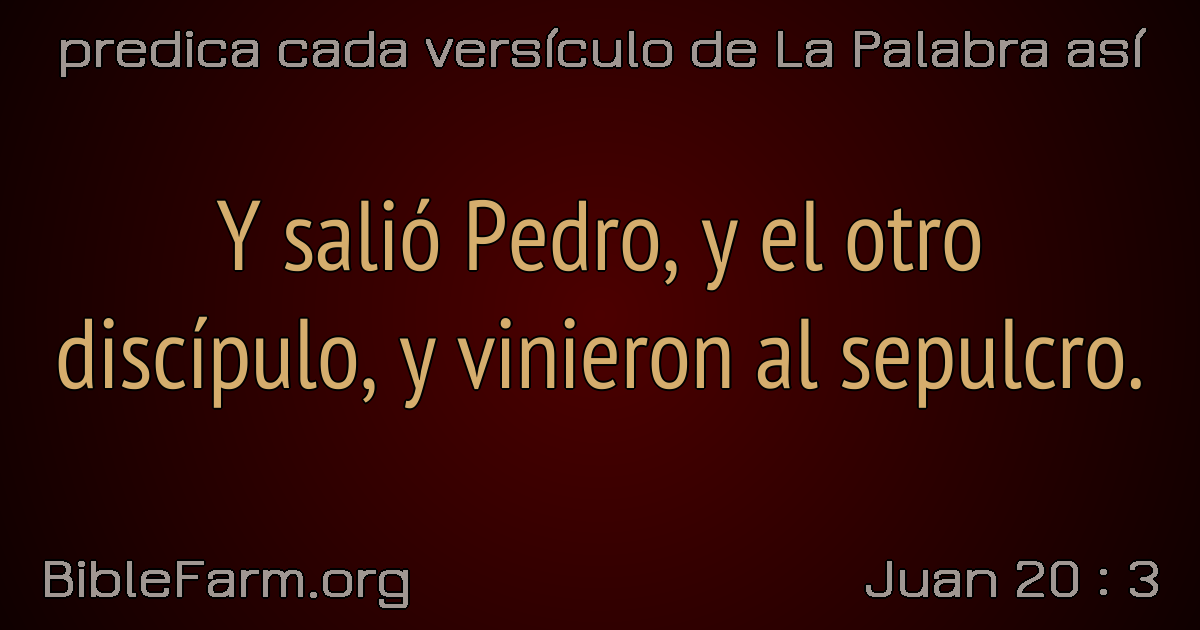 predica cada versículo de La Palabra así
Y salió Pedro, y el otro
discípulo, y vinieron al sepulcro.
BibleFarm.org
Juan 20 : 3